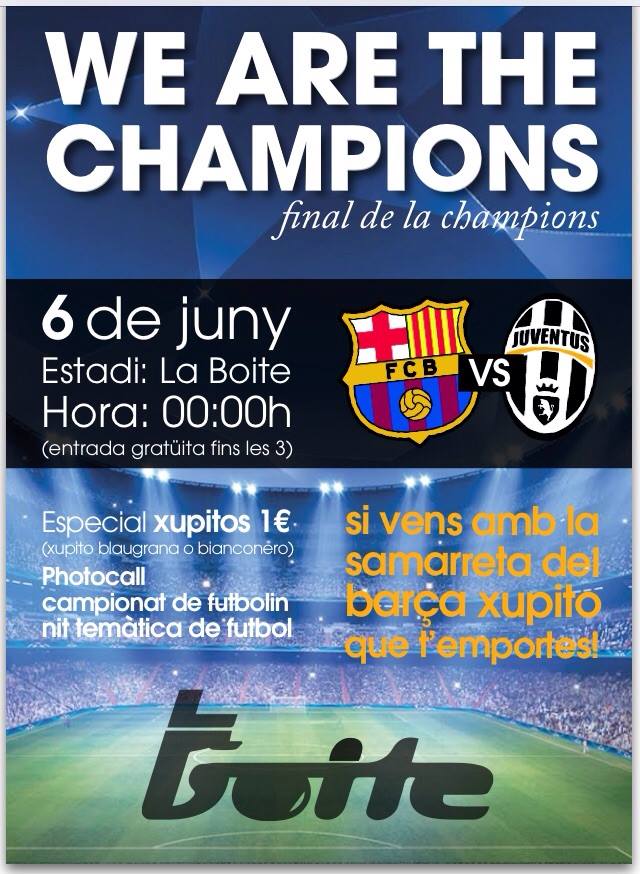 WE ARE THE
CHAMPIONS
final de la champions
6 de juny
Estadi: La Boite
Hora: 00:00h
(entrada gratüita fins les 3)
FCB
VS
JUVENTUS
Especial xupitos 1€
(xupito blaugrana o bianconero)
Photocall
campionat de futbolin
nit temàtica de futbol
si vens amb la
samarreta del
barça xupito
que t'emportes!
La Boite